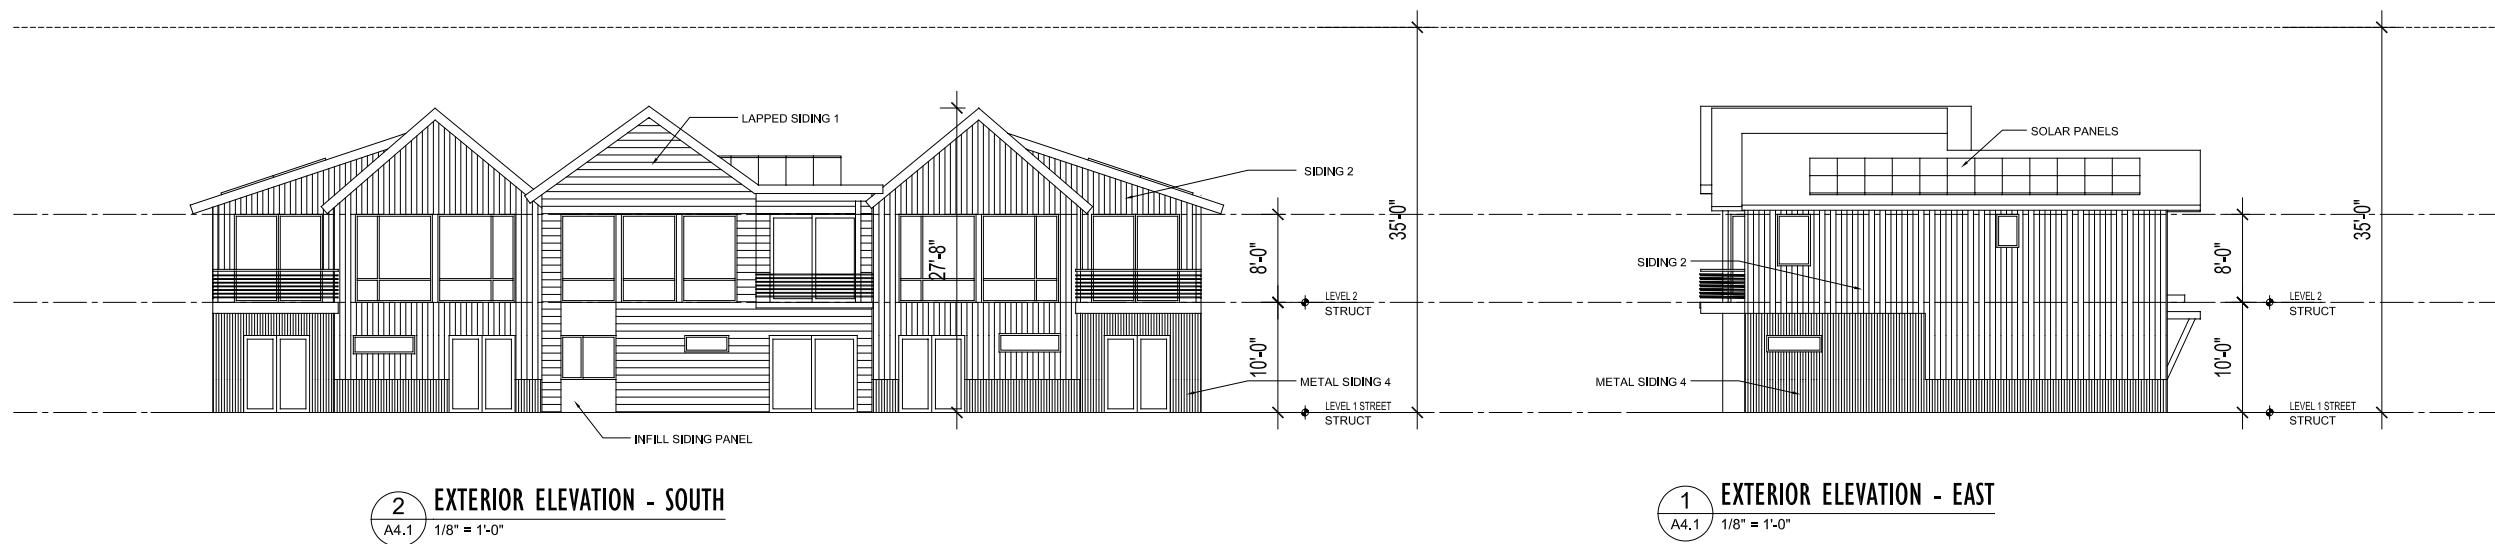 LAPPED SIDING 1
SIDING 2
27'-8"
35'-0"
8'-0"
LEVEL 2
STRUCT
10'-0"
METAL SIDING 4
LEVEL 1 STREET
STRUCT
INFILL SIDING PANEL
2
A4.1
EXTERIOR ELEVATION - SOUTH
1/8" = 1'-0"
SOLAR PANELS
35'-0"
SIDING 2
8'-0"
LEVEL 2
STRUCT
10'-0"
METAL SIDING 4
LEVEL 1 STREET
STRUCT
1
A4.1
EXTERIOR ELEVATION - EAST
1/8" = 1'-0"